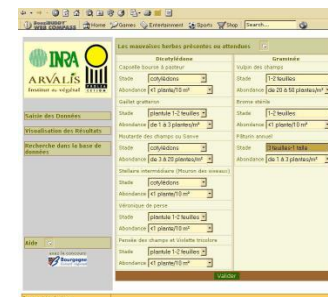 BonziBUDDY WEB COMPASS Home Games Entertainment Sports Shop Search...
INRA
ARVALIS
Institut du végétal
Saisie des Données
Visualisation des Résultats
Recherche dans la base de données
Aide
Bourgogne
Les mauvaises herbes présentes ou attendues
Dicotylédone
Capselle bourse à pasteur
Stade cotylédons
Abondance <1 plante/10 m²
Gaillet gratteron
Stade plantule 1-2 feuilles
Abondance de 1 à 3 plantes/m²
Moutarde des champs ou Sanve
Stade cotylédons
Abondance de 3 à 20 plantes/m²
Stellaire intermédiaire (Mouron des oiseaux)
Stade cotylédons
Abondance <1 plante/10 m²
Véronique de perse
Stade plantule 1-2 feuilles
Abondance <1 plante/10 m²
Pensée des champs et Violette tricolore
Stade plantule 1-2 feuilles
Abondance <1 plante/10 m²
Graminée
Vulpin des champs
Stade 1-2 feuilles
Abondance de 20 à 50 plantes/m²
Brome stérile
Stade 1-2 feuilles
Abondance <1 plante/10 m²
Pâturin annuel
Stade 3 feuilles-1 talle
Abondance de 1 à 3 plantes/m²
Valider